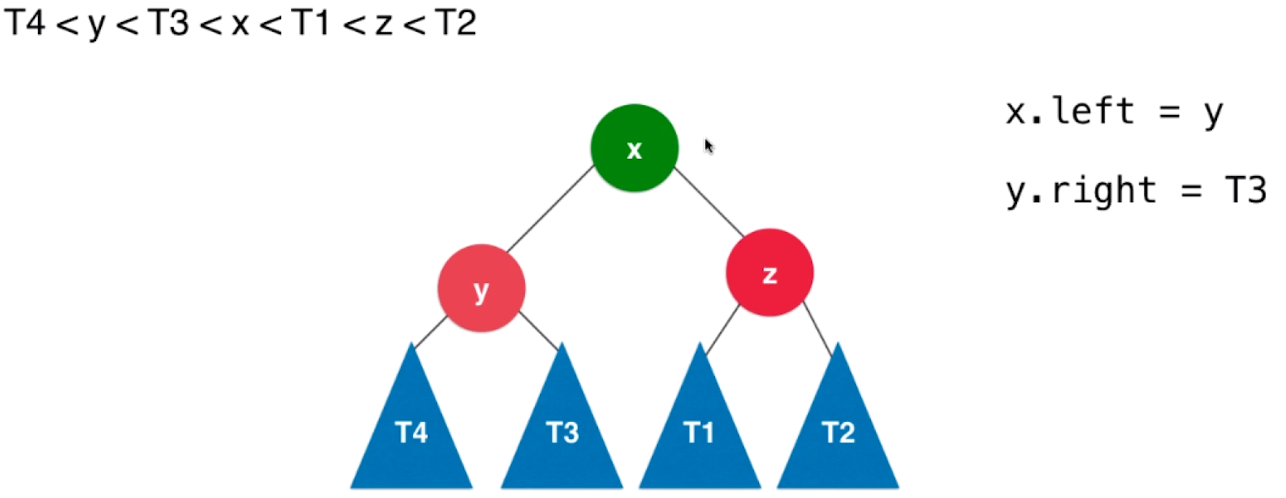 T4 < y < T3 < x < T1 < z < T2
x.left = y
x
y.right = T3
y
z
T4
T3
T1
T2